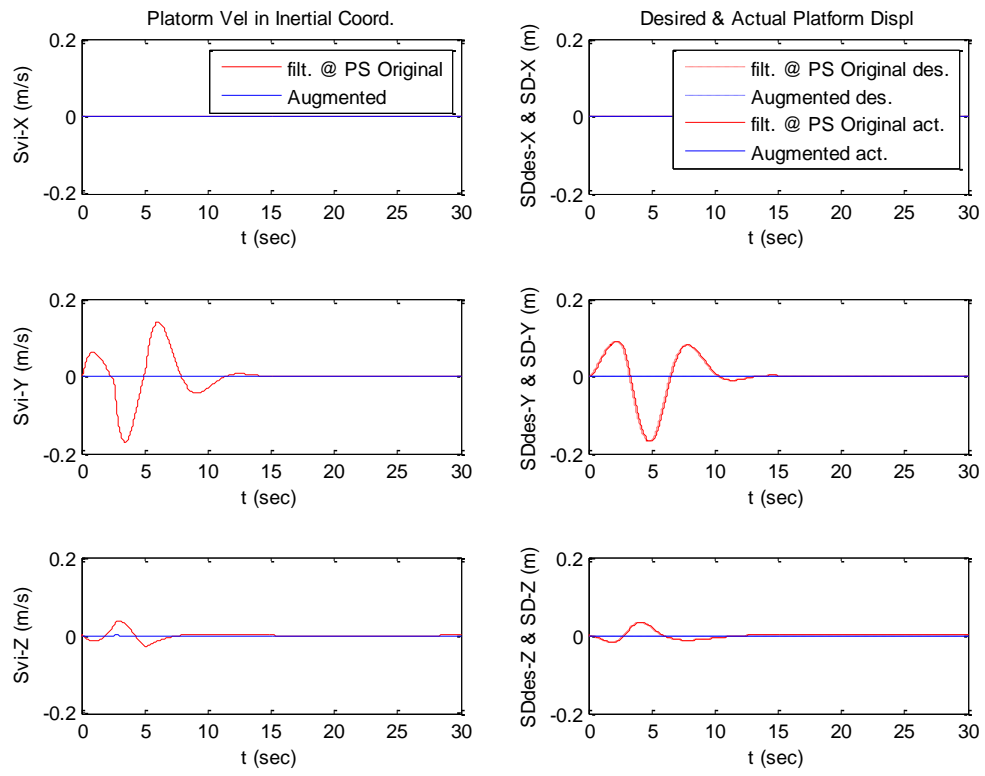 Platorm Vel in Inertial Coord.
Desired & Actual Platform Displ
0.2
0
-0.2
Svi-X (m/s)
filt. @ PS Original
Augmented
0 5 10 15 20 25 30
t (sec)
0.2
0
-0.2
SDdes-X & SD-X (m)
filt. @ PS Original des.
Augmented des.
filt. @ PS Original act.
Augmented act.
0 5 10 15 20 25 30
t (sec)
0.2
0
-0.2
Svi-Y (m/s)
0 5 10 15 20 25 30
t (sec)
0.2
0
-0.2
SDdes-Y & SD-Y (m)
0 5 10 15 20 25 30
t (sec)
0.2
0
-0.2
Svi-Z (m/s)
0 5 10 15 20 25 30
t (sec)
0.2
0
-0.2
SDdes-Z & SD-Z (m)
0 5 10 15 20 25 30
t (sec)